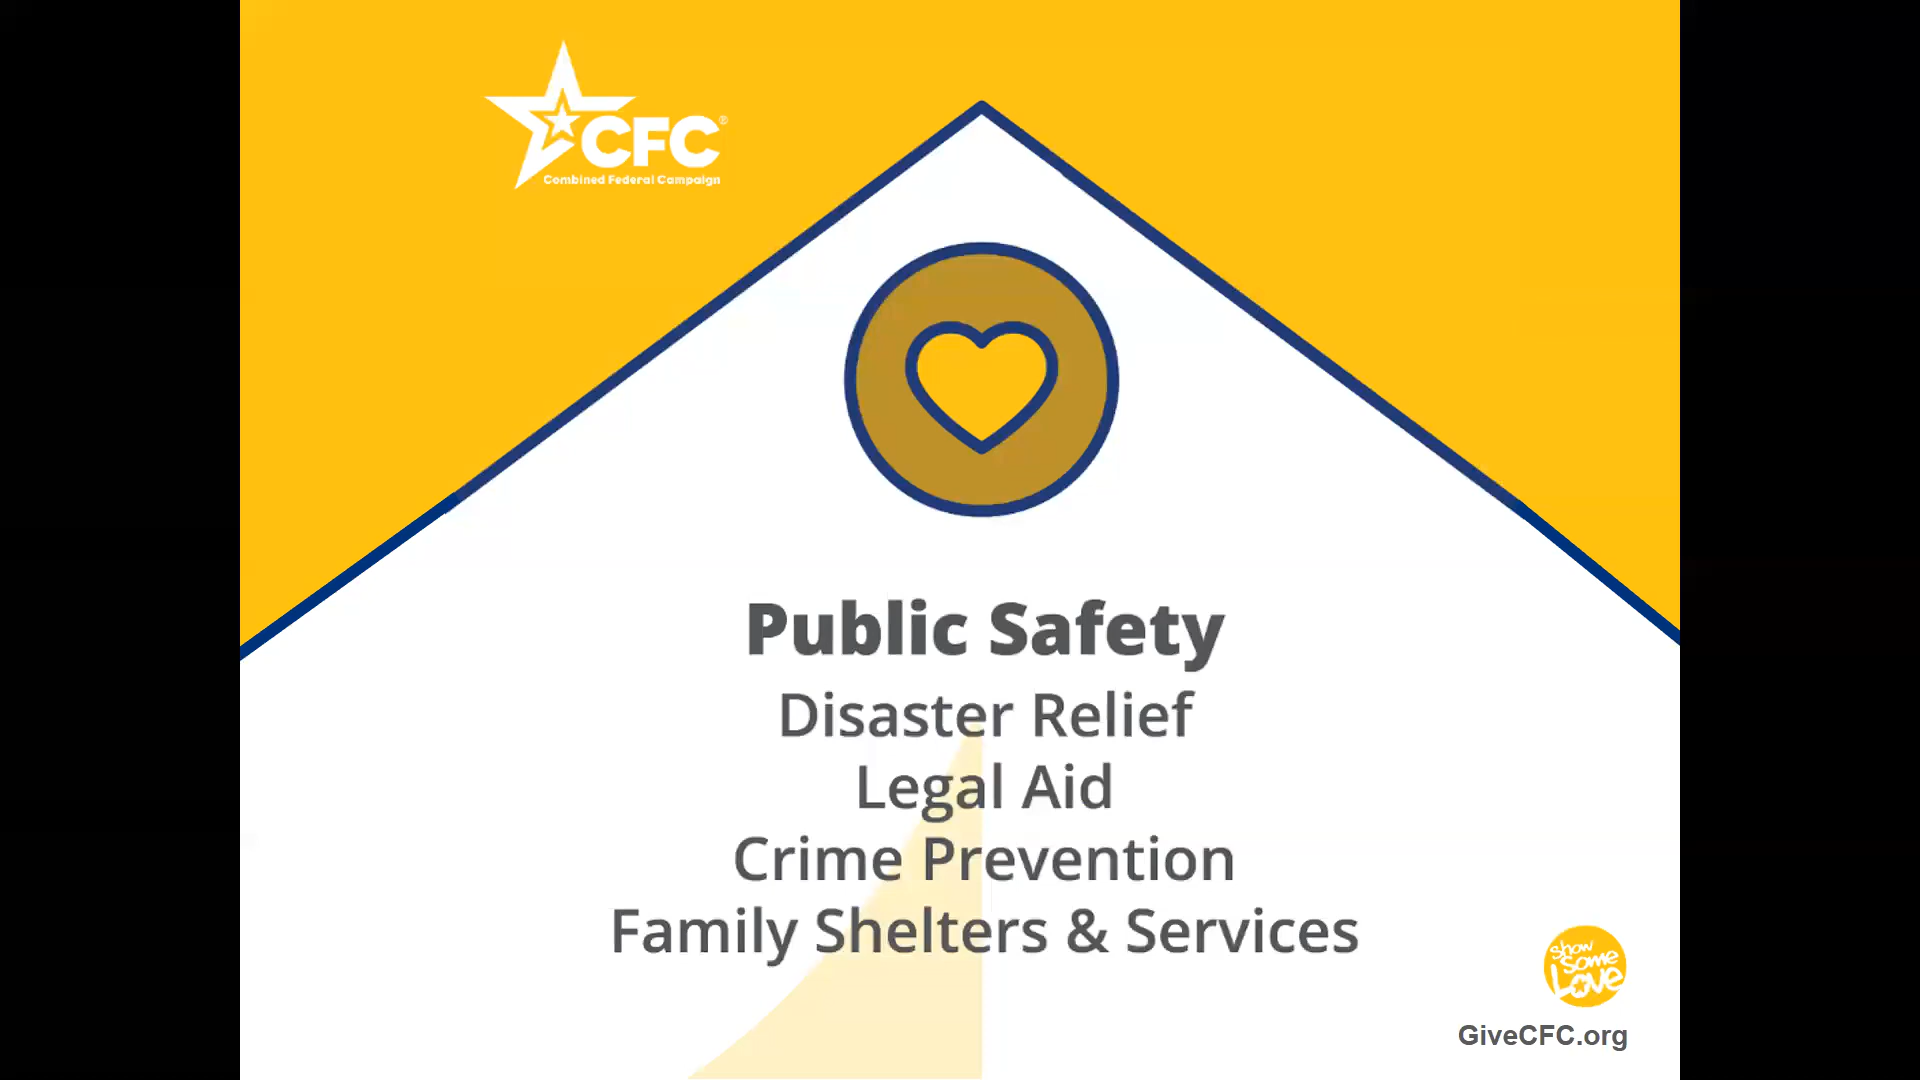 CFC®
Combined Federal Campaign
Public Safety
Disaster Relief
Legal Aid
Crime Prevention
Family Shelters & Services
show
some
Love
GiveCFC.org